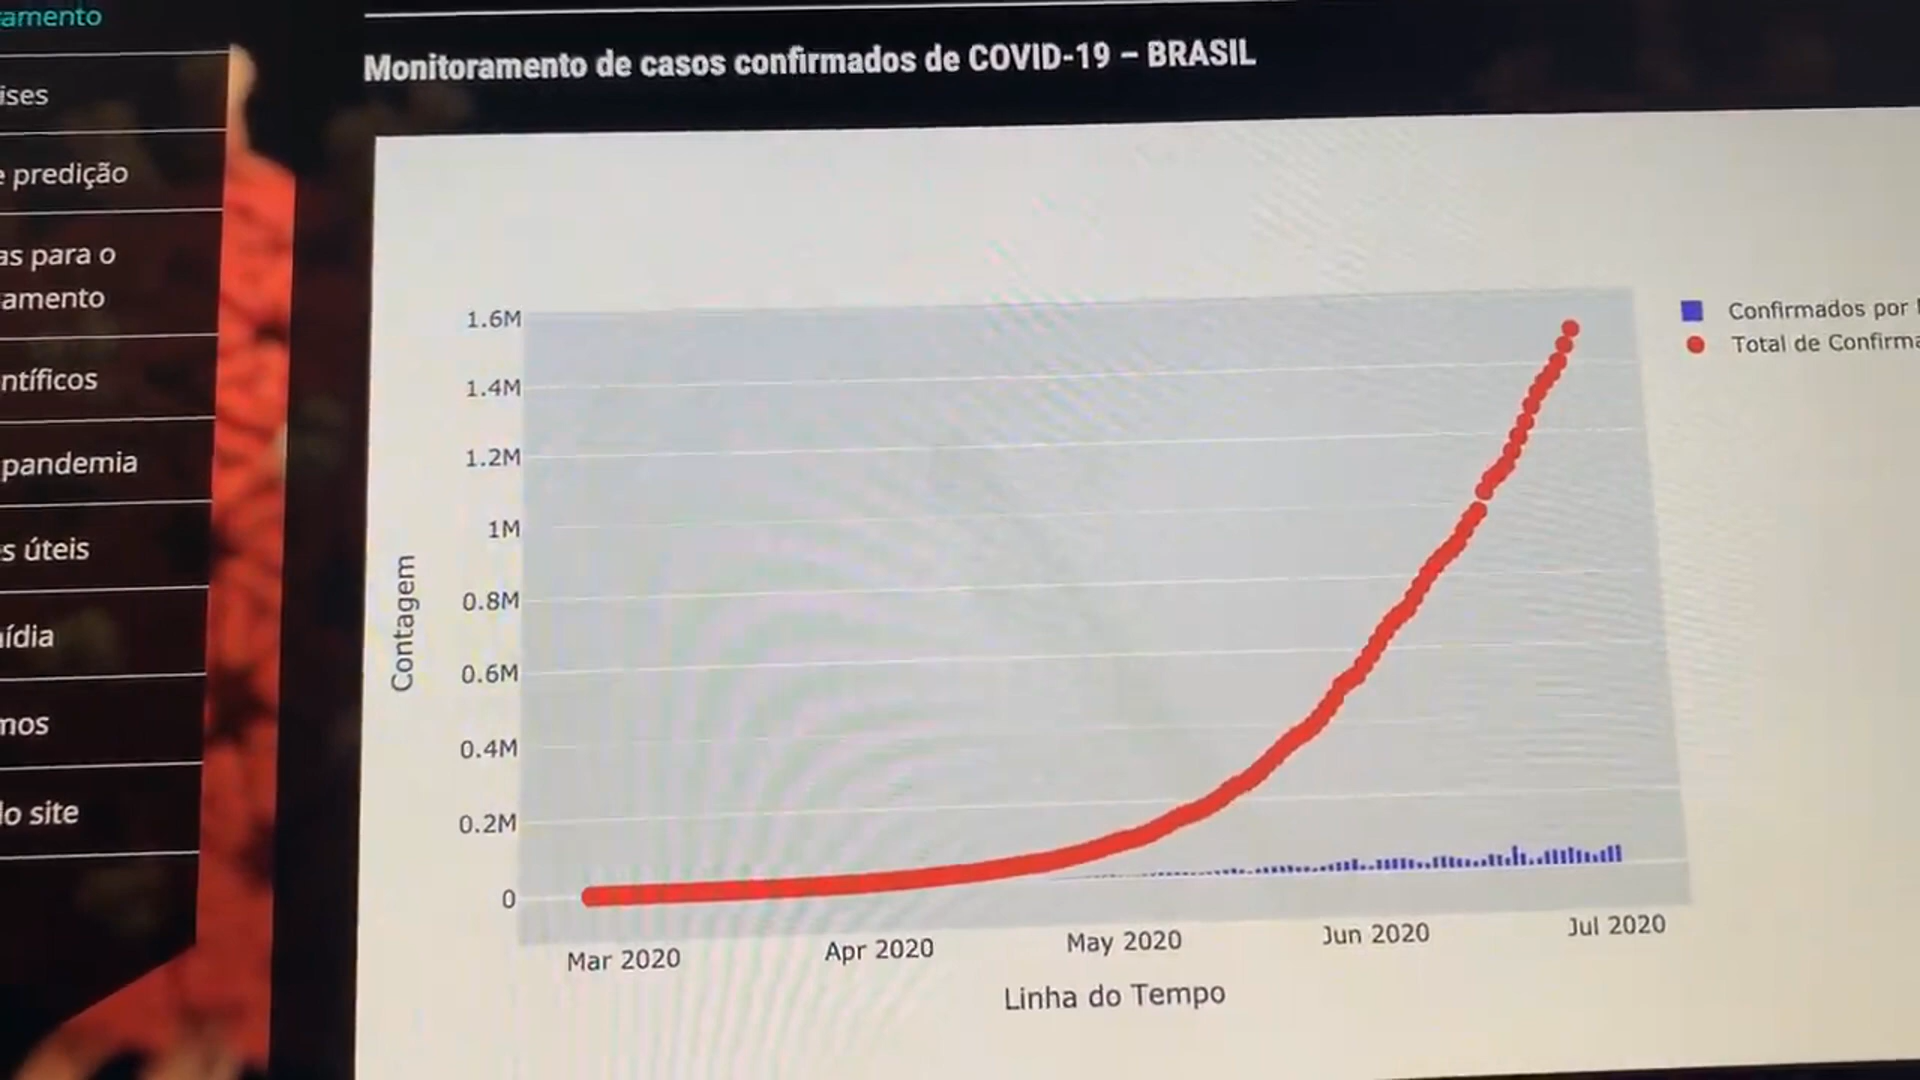 amento
ises
e predição
as para o
amento
ntíficos
pandemia
s úteis
ídia
mos
lo site
Monitoramento de casos confirmados de COVID-19 – BRASIL
1.6M
1.4M
1.2M
1M
0.8M
0.6M
0.4M
0.2M
0
Contagem
Mar 2020
Apr 2020
May 2020
Jun 2020
Jul 2020
Linha do Tempo
Confirmados por
Total de Confirma